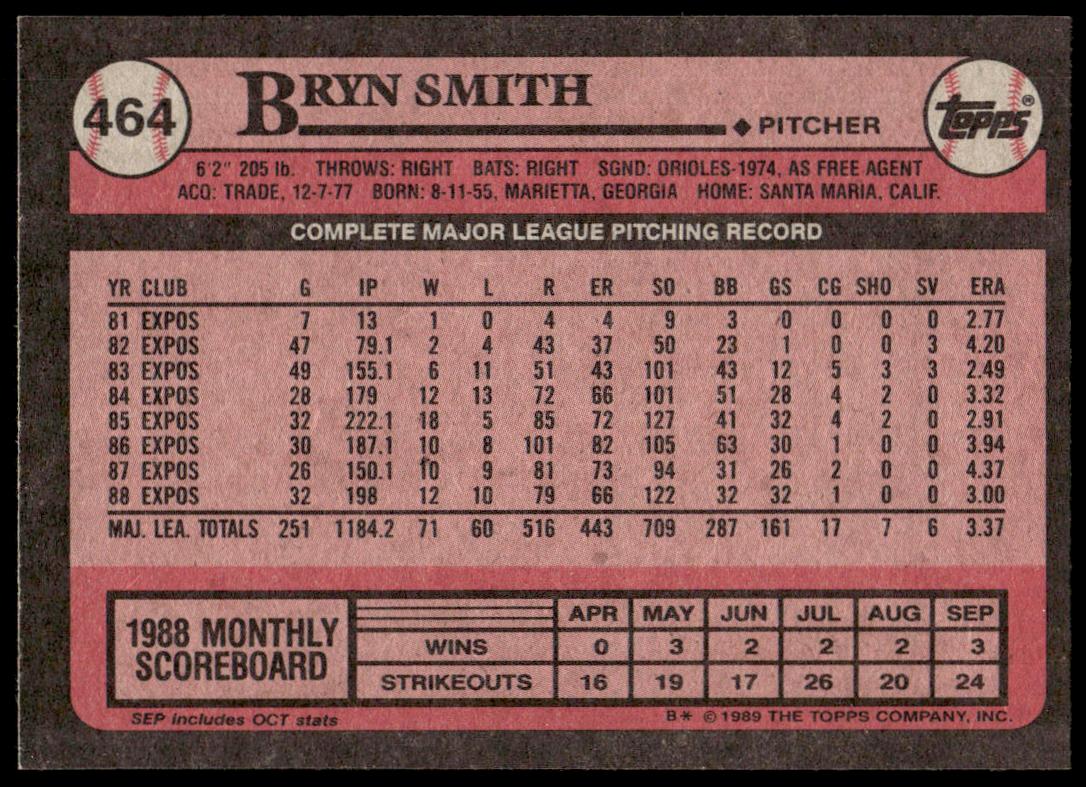 464
BRYN SMITH
◆ PITCHER
TOPPS®
6'2" 205 lb. THROWS: RIGHT BATS: RIGHT SGND: ORIOLES-1974, AS FREE AGENT
ACQ: TRADE, 12-7-77 BORN: 8-11-55, MARIETTA, GEORGIA HOME: SANTA MARIA, CALIF.
COMPLETE MAJOR LEAGUE PITCHING RECORD
YR CLUB G IP W L R ER SO BB GS CG SHO SV ERA
81 EXPOS 7 13 1 0 4 4 9 3 0 0 0 0 2.77
82 EXPOS 47 79.1 2 4 43 37 50 23 1 0 0 3 4.20
83 EXPOS 49 155.1 6 11 51 43 101 43 12 5 3 3 2.49
84 EXPOS 28 179 12 13 72 66 101 51 28 4 2 0 3.32
85 EXPOS 32 222.1 18 5 85 72 127 41 32 4 2 0 2.91
86 EXPOS 30 187.1 10 8 101 82 105 63 30 1 0 0 3.94
87 EXPOS 26 150.1 10 9 81 73 94 31 26 2 0 0 4.37
88 EXPOS 32 198 12 10 79 66 122 32 32 1 0 0 3.00
MAJ. LEA. TOTALS 251 1184.2 71 60 516 443 709 287 161 17 7 6 3.37
1988 MONTHLY SCOREBOARD
APR MAY JUN JUL AUG SEP
WINS 0 3 2 2 2 3
STRIKEOUTS 16 19 17 26 20 24
SEP includes OCT stats
B* © 1989 THE TOPPS COMPANY, INC.